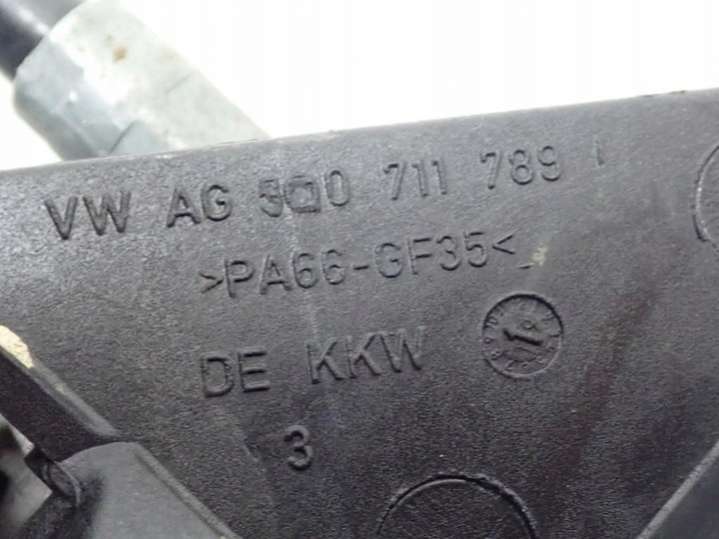 VW AG 5Q0 711 789
>PA66-GF35<
DE KKW
3